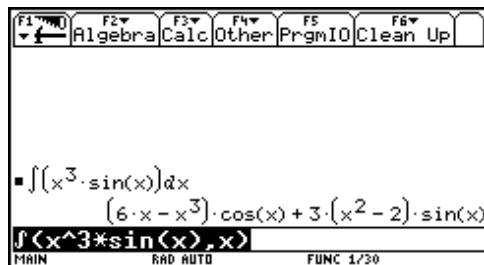 F1 F2 F3 F4 F5 F6
Algebra Calc Other PrgmIO Clean Up
∫(x³·sin(x))dx
(6·x − x³)·cos(x) + 3·(x² − 2)·sin(x)
∫(x^3*sin(x),x)
MAIN RAD AUTO FUNC 1/30